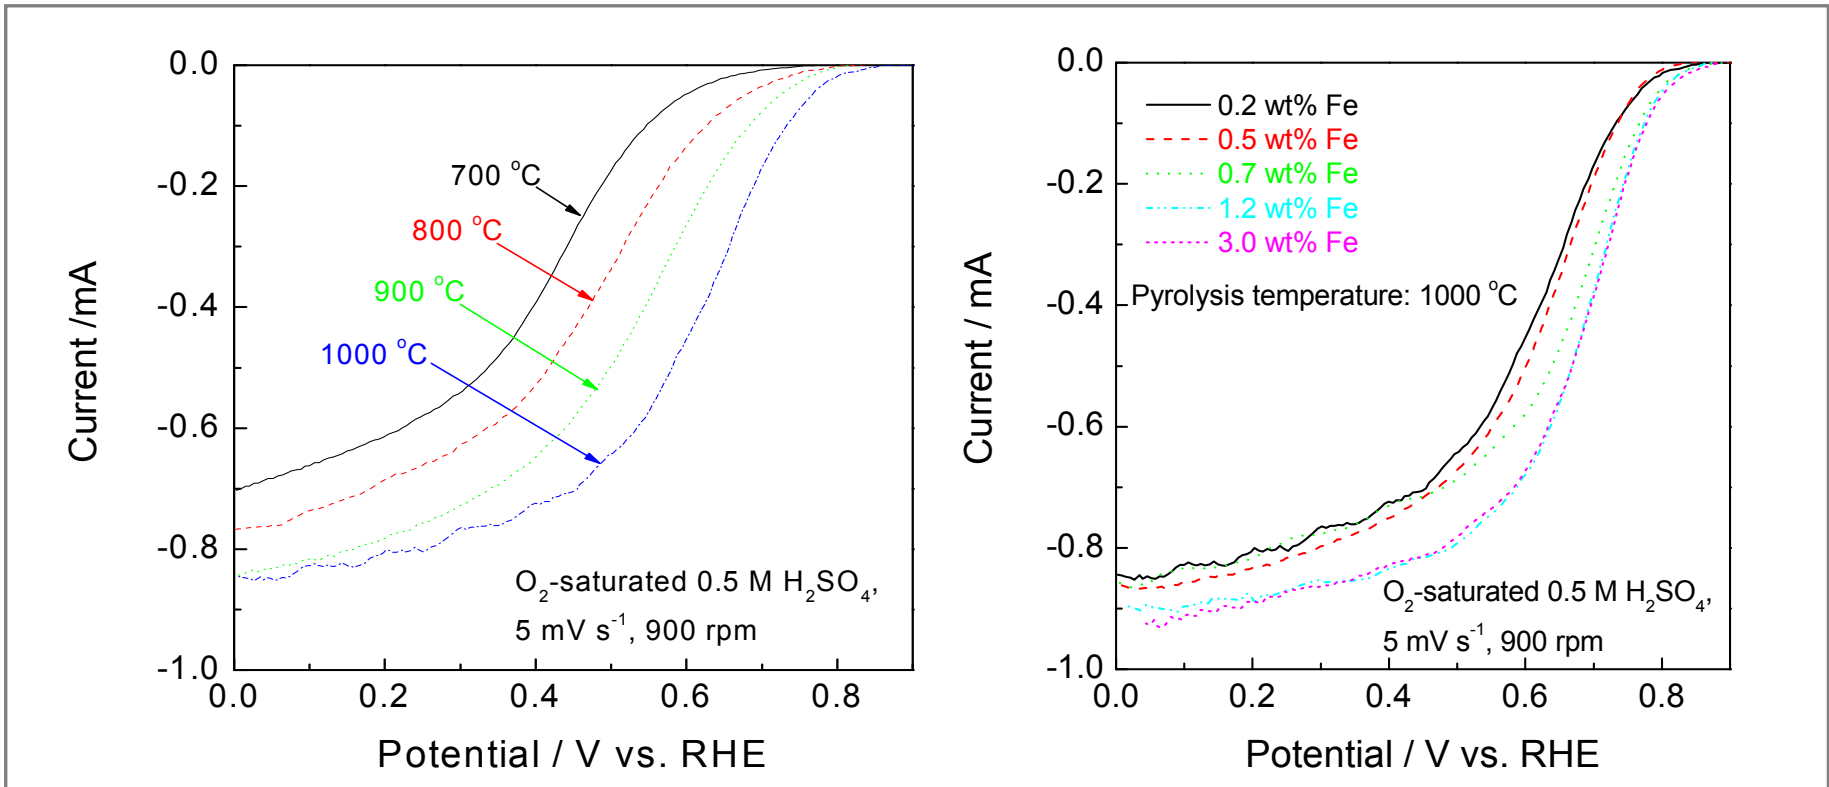 0.0
-0.2
-0.4
-0.6
-0.8
-1.0
0.0 0.2 0.4 0.6 0.8
Current /mA
Potential / V vs. RHE
700 °C
800 °C
900 °C
1000 °C
O₂-saturated 0.5 M H₂SO₄,
5 mV s⁻¹, 900 rpm
0.0
-0.2
-0.4
-0.6
-0.8
-1.0
0.0 0.2 0.4 0.6 0.8
Current / mA
Potential / V vs. RHE
0.2 wt% Fe
0.5 wt% Fe
0.7 wt% Fe
1.2 wt% Fe
3.0 wt% Fe
Pyrolysis temperature: 1000 °C
O₂-saturated 0.5 M H₂SO₄,
5 mV s⁻¹, 900 rpm